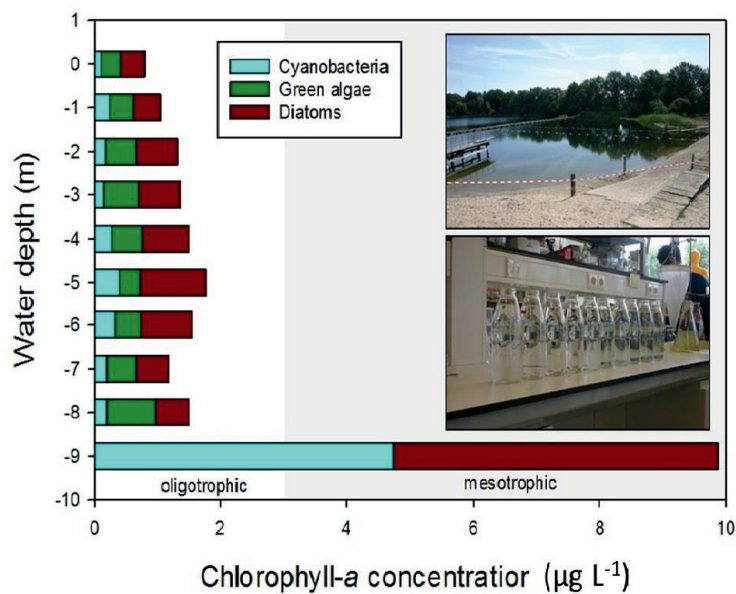 1
0
-1
-2
-3
-4
-5
-6
-7
-8
-9
-10
Water depth (m)
Cyanobacteria
Green algae
Diatoms
oligotrophic
mesotrophic
0
2
4
6
8
10
Chlorophyll-a concentratior (µg L-1)